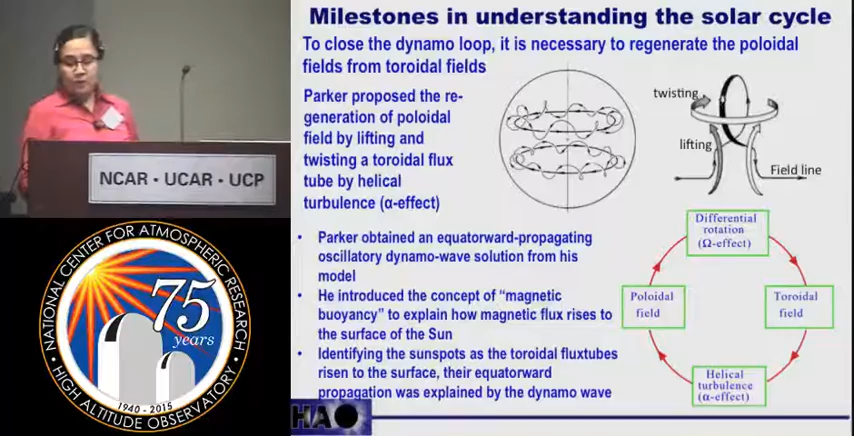 NCAR • UCAR • UCP
NATIONAL CENTER FOR ATMOSPHERIC RESEARCH
75
years
1940 - 2015
HIGH ALTITUDE OBSERVATORY
Milestones in understanding the solar cycle
To close the dynamo loop, it is necessary to regenerate the poloidal
fields from toroidal fields
Parker proposed the re-
generation of poloidal
field by lifting and
twisting a toroidal flux
tube by helical
turbulence (α-effect)
twisting
lifting
Field line
• Parker obtained an equatorward-propagating
oscillatory dynamo-wave solution from his
model
• He introduced the concept of “magnetic
buoyancy” to explain how magnetic flux rises to
the surface of the Sun
• Identifying the sunspots as the toroidal fluxtubes
risen to the surface, their equatorward
propagation was explained by the dynamo wave
Differential
rotation
(Ω-effect)
Poloidal
field
Toroidal
field
Helical
turbulence
(α-effect)
HAO